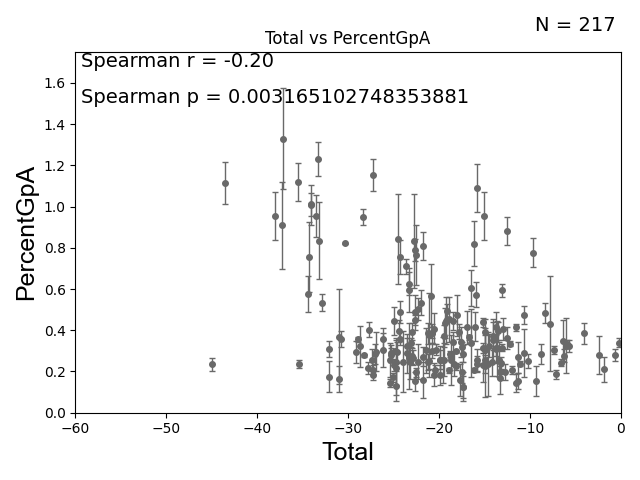 N = 217
Total vs PercentGpA
Spearman r = -0.20
Spearman p = 0.003165102748353881
PercentGpA
1.6
1.4
1.2
1.0
0.8
0.6
0.4
0.2
0.0
−60 −50 −40 −30 −20 −10 0
Total